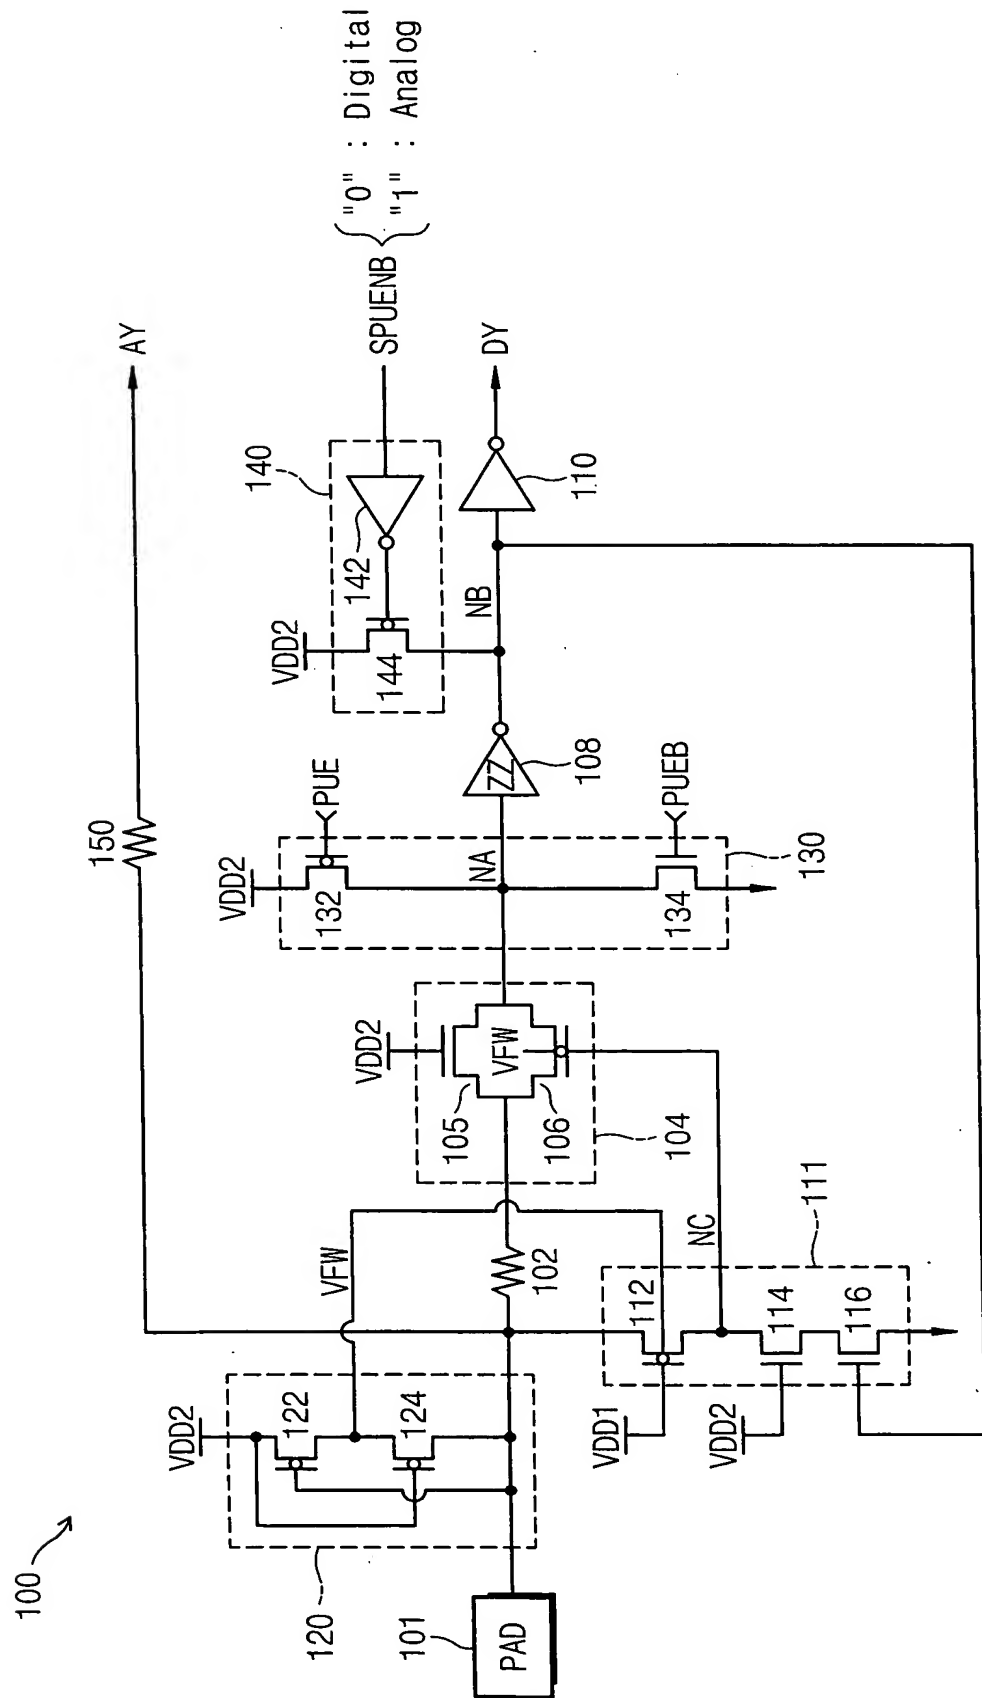 100
"0" : Digital
"1" : Analog
AY
150
SPUENB
140
142
VDD2
144
DY
110
NB
ZZ
108
PUE
VDD2
132
NA
PUEB
134
130
VDD2
VFW
105
106
104
VFW
102
NC
111
112
114
116
VDD1
VDD2
VDD2
122
124
120
101
PAD